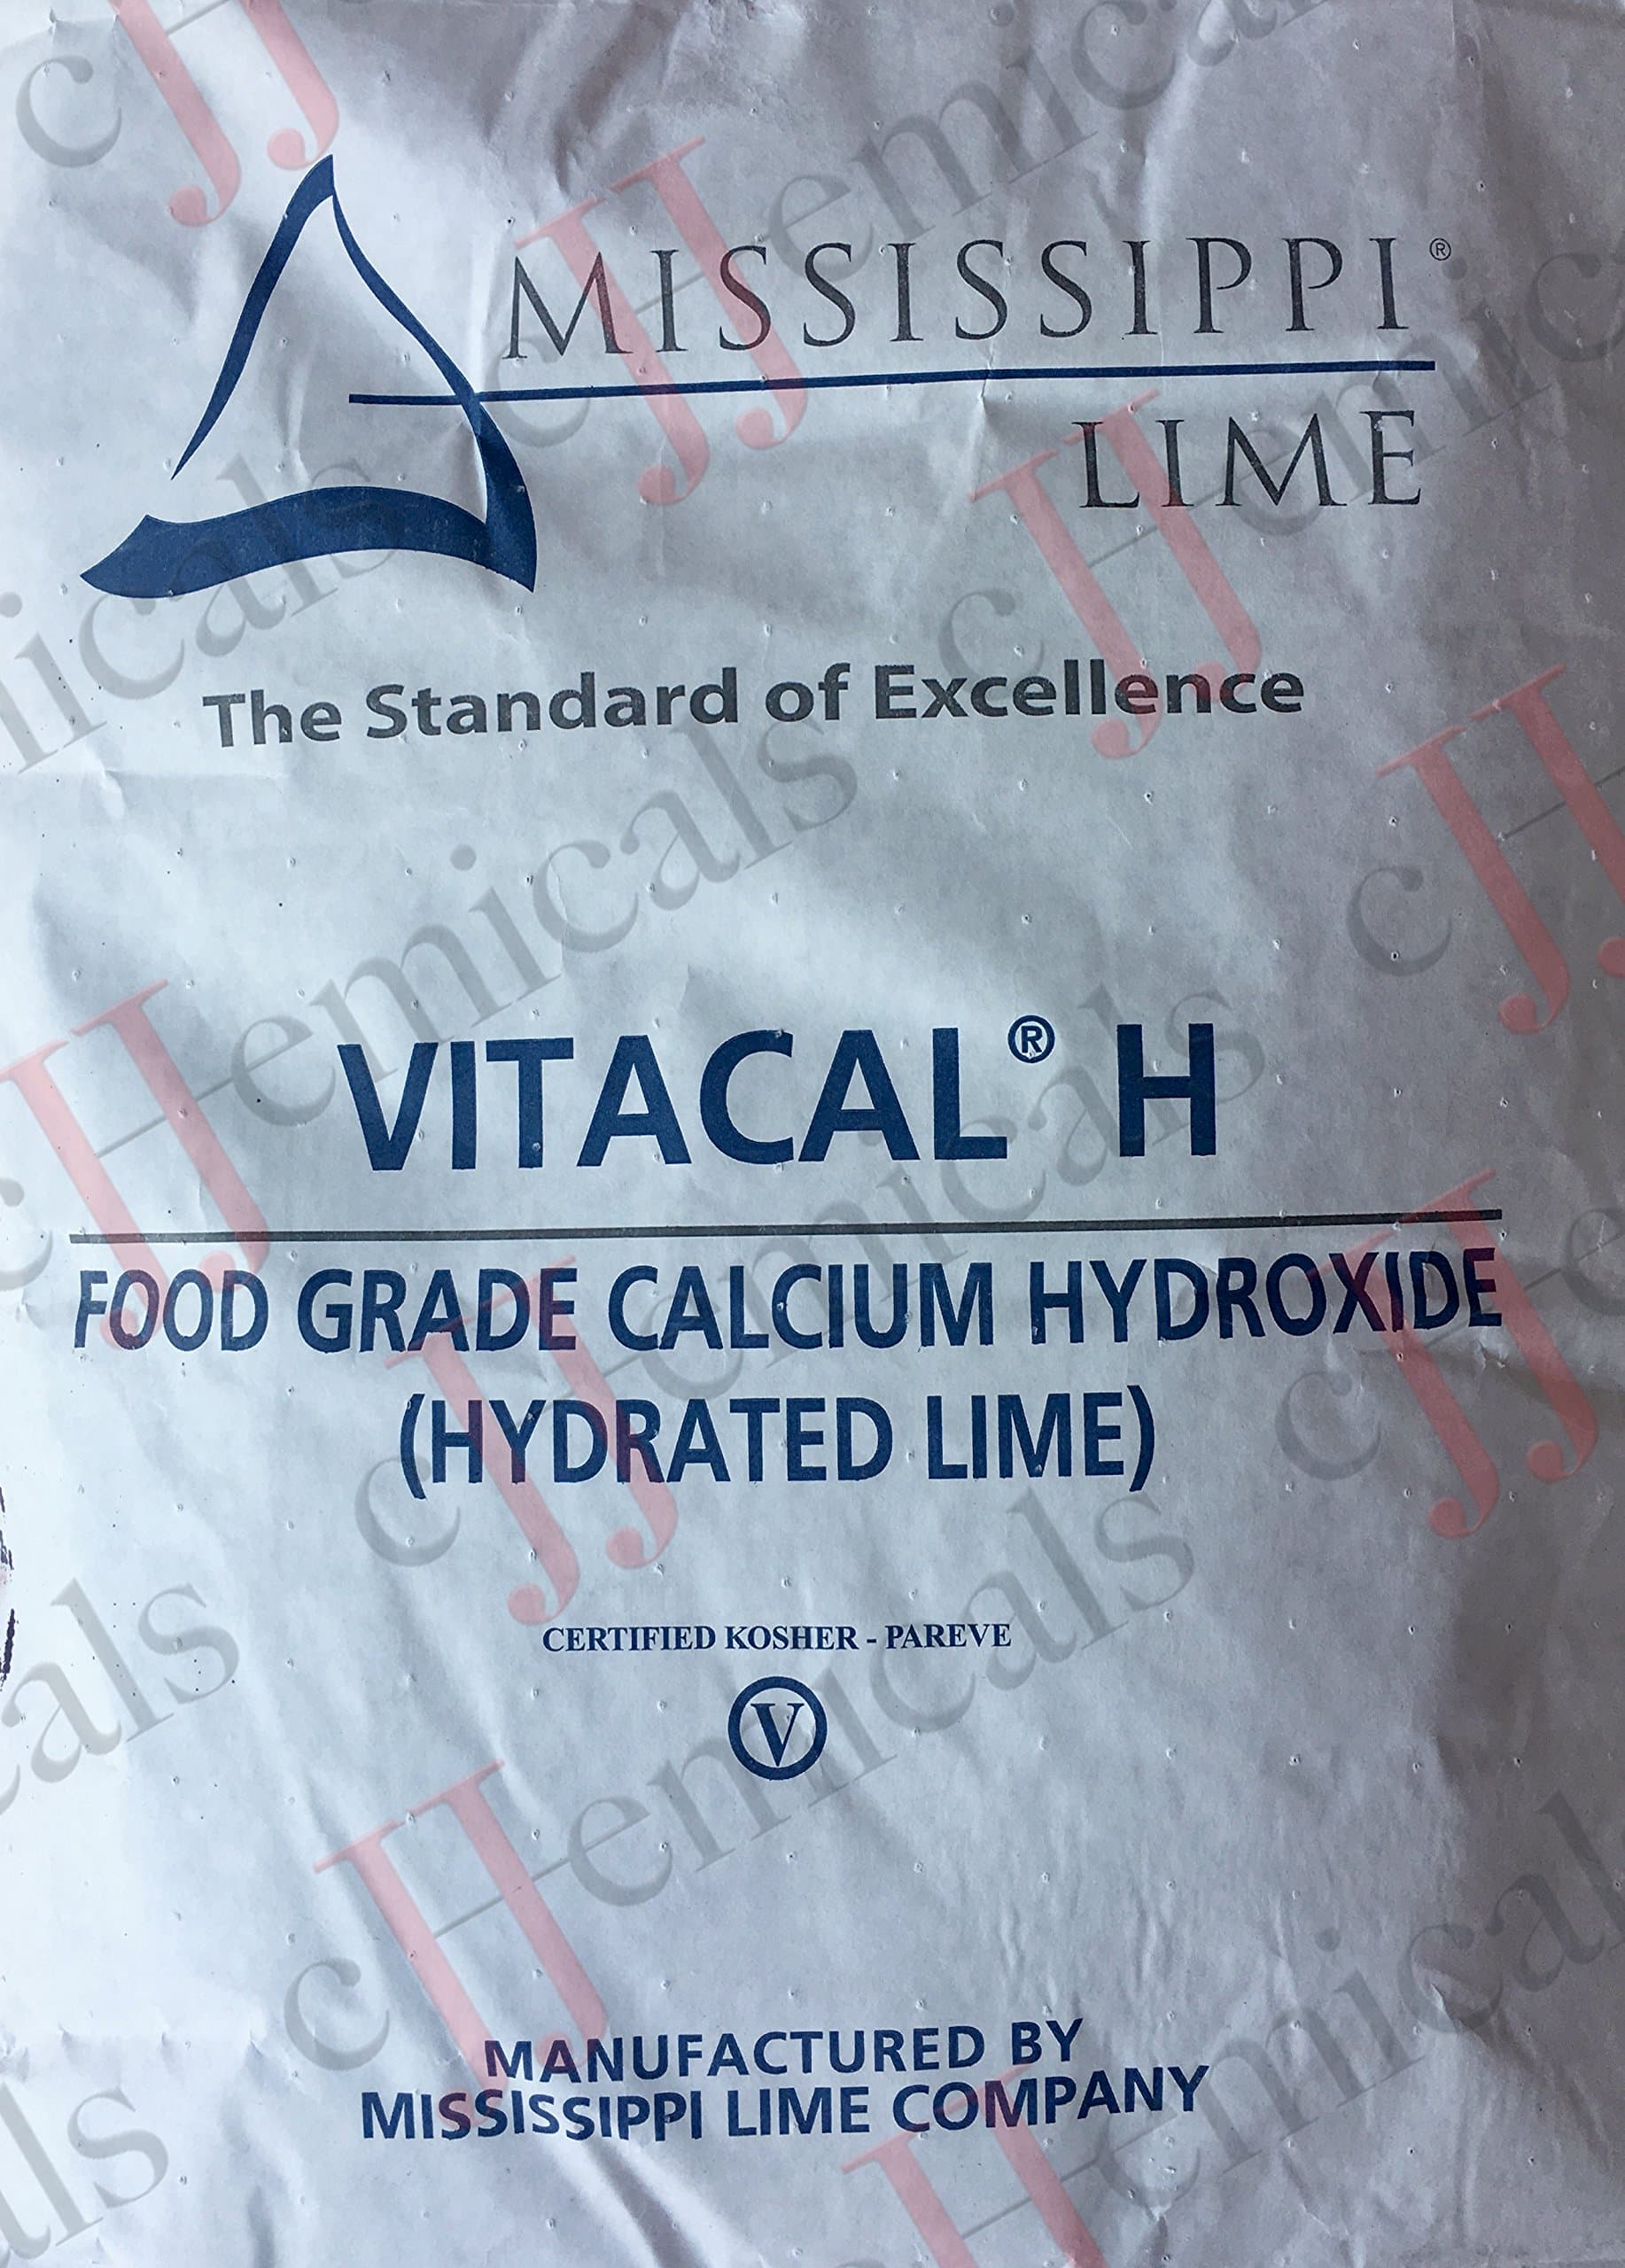 MISSISSIPPI®
LIME
The Standard of Excellence
VITACAL® H
FOOD GRADE CALCIUM HYDROXIDE
(HYDRATED LIME)
CERTIFIED KOSHER - PAREVE
V
MANUFACTURED BY
MISSISSIPPI LIME COMPANY
cJJHemicals